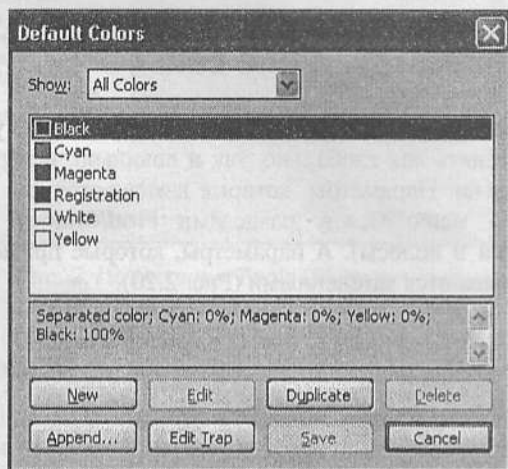 Default Colors
Show: All Colors
Black
Cyan
Magenta
Registration
White
Yellow
Separated color; Cyan: 0%; Magenta: 0%; Yellow: 0%;
Black: 100%
New Edit Duplicate Delete
Append... Edit Trap Save Cancel